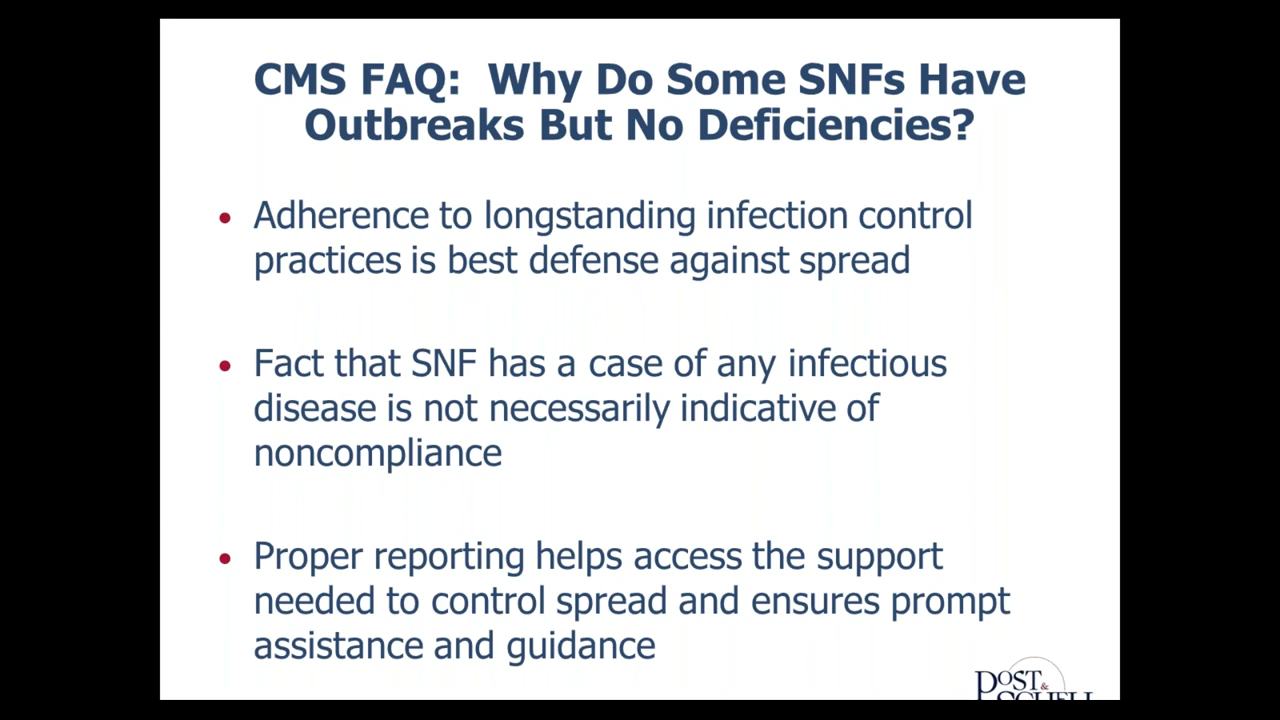 CMS FAQ: Why Do Some SNFs Have
Outbreaks But No Deficiencies?
• Adherence to longstanding infection control
practices is best defense against spread
• Fact that SNF has a case of any infectious
disease is not necessarily indicative of
noncompliance
• Proper reporting helps access the support
needed to control spread and ensures prompt
assistance and guidance
POST &
SCHELL